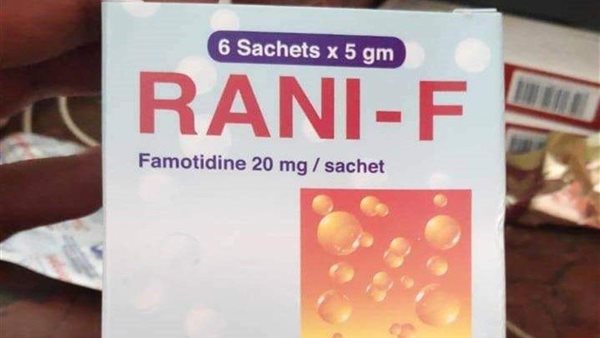 6 Sachets x 5 gm
RANI-F
Famotidine 20 mg / sachet